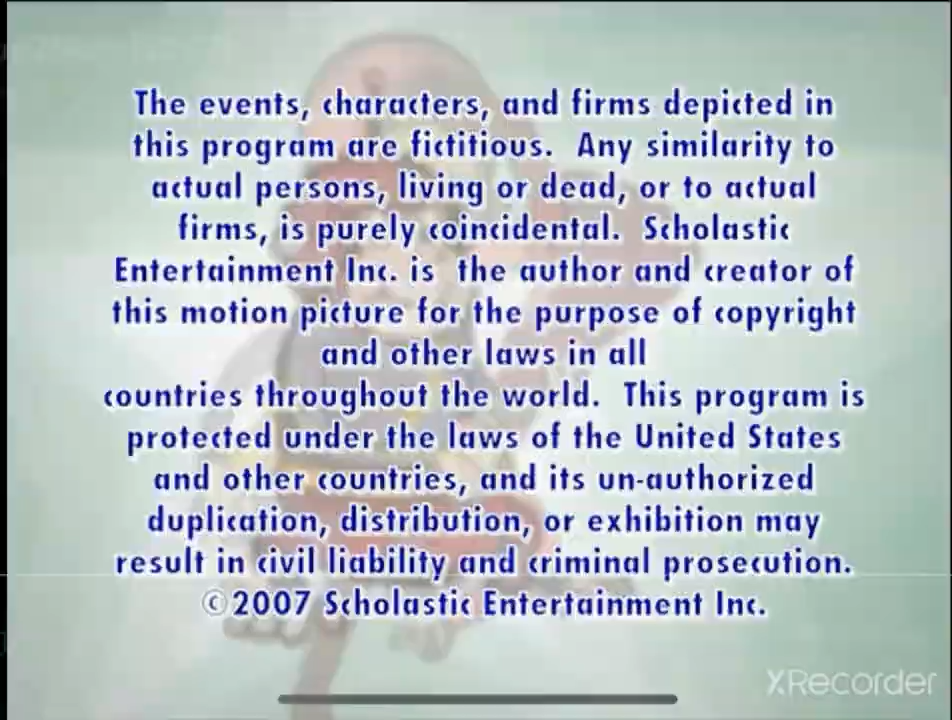 The events, characters, and firms depicted in
this program are fictitious. Any similarity to
actual persons, living or dead, or to actual
firms, is purely coincidental. Scholastic
Entertainment Inc. is the author and creator of
this motion picture for the purpose of copyright
and other laws in all
countries throughout the world. This program is
protected under the laws of the United States
and other countries, and its un-authorized
duplication, distribution, or exhibition may
result in civil liability and criminal prosecution.
©2007 Scholastic Entertainment Inc.
XRecorder